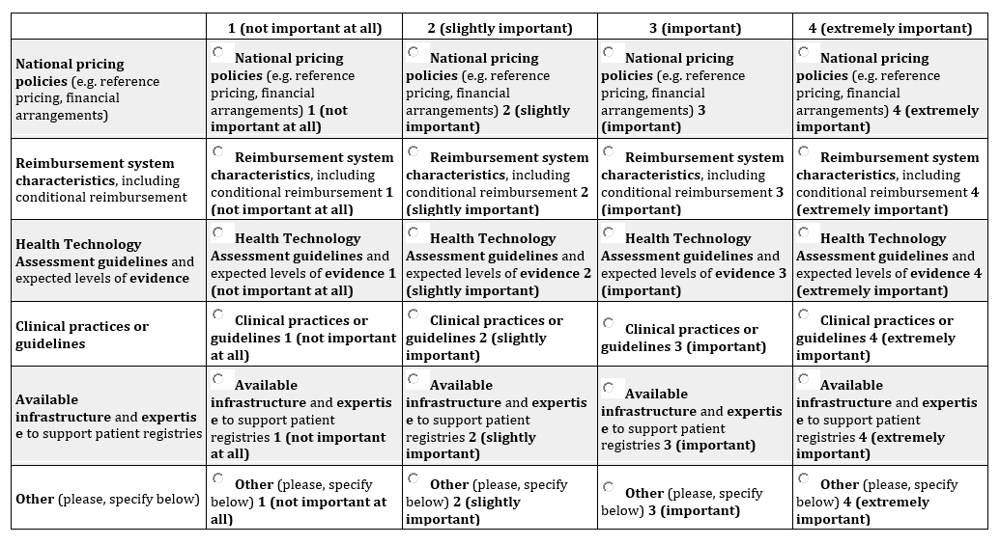 1 (not important at all)
2 (slightly important)
3 (important)
4 (extremely important)
National pricing
policies (e.g. reference
pricing, financial
arrangements)
National pricing
policies (e.g. reference
pricing, financial
arrangements) 1 (not
important at all)
National pricing
policies (e.g. reference
pricing, financial
arrangements) 2 (slightly
important)
National pricing
policies (e.g. reference
pricing, financial
arrangements) 3
(important)
National pricing
policies (e.g. reference
pricing, financial
arrangements) 4 (extremely
important)
Reimbursement system
characteristics, including
conditional reimbursement
Reimbursement system
characteristics, including
conditional reimbursement 1
(not important at all)
Reimbursement system
characteristics, including
conditional reimbursement 2
(slightly important)
Reimbursement system
characteristics, including
conditional reimbursement 3
(important)
Reimbursement system
characteristics, including
conditional reimbursement 4
(extremely important)
Health Technology
Assessment guidelines and
expected levels of evidence
Health Technology
Assessment guidelines and
expected levels of evidence 1
(not important at all)
Health Technology
Assessment guidelines and
expected levels of evidence 2
(slightly important)
Health Technology
Assessment guidelines and
expected levels of evidence 3
(important)
Health Technology
Assessment guidelines and
expected levels of evidence 4
(extremely important)
Clinical practices or
guidelines
Clinical practices or
guidelines 1 (not important
at all)
Clinical practices or
guidelines 2 (slightly
important)
Clinical practices or
guidelines 3 (important)
Clinical practices or
guidelines 4 (extremely
important)
Available
infrastructure and expertis
e to support patient registries
Available
infrastructure and expertis
e to support patient
registries 1 (not important
at all)
Available
infrastructure and expertis
e to support patient
registries 2 (slightly
important)
Available
infrastructure and expertis
e to support patient
registries 3 (important)
Available
infrastructure and expertis
e to support patient
registries 4 (extremely
important)
Other (please, specify below)
Other (please, specify
below) 1 (not important at
all)
Other (please, specify
below) 2 (slightly
important)
Other (please, specify
below) 3 (important)
Other (please, specify
below) 4 (extremely
important)